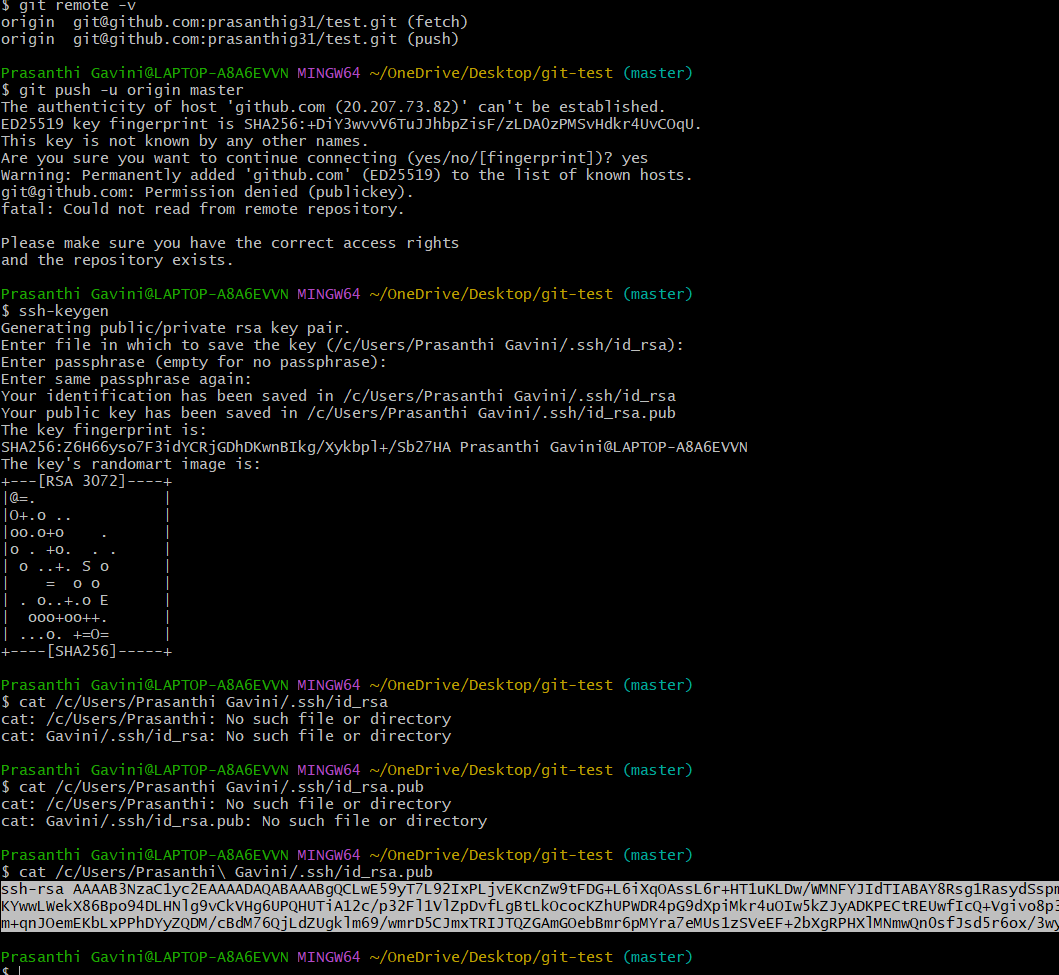 $ git remote -v
origin  git@github.com:prasanthig31/test.git (fetch)
origin  git@github.com:prasanthig31/test.git (push)

Prasanthi Gavini@LAPTOP-A8A6EVVN MINGW64 ~/OneDrive/Desktop/git-test (master)
$ git push -u origin master
The authenticity of host 'github.com (20.207.73.82)' can't be established.
ED25519 key fingerprint is SHA256:+DiY3wvvV6TuJJhbpZisF/zLDA0zPMSvHdkr4UvCOqU.
This key is not known by any other names.
Are you sure you want to continue connecting (yes/no/[fingerprint])? yes
Warning: Permanently added 'github.com' (ED25519) to the list of known hosts.
git@github.com: Permission denied (publickey).
fatal: Could not read from remote repository.

Please make sure you have the correct access rights
and the repository exists.

Prasanthi Gavini@LAPTOP-A8A6EVVN MINGW64 ~/OneDrive/Desktop/git-test (master)
$ ssh-keygen
Generating public/private rsa key pair.
Enter file in which to save the key (/c/Users/Prasanthi Gavini/.ssh/id_rsa):
Enter passphrase (empty for no passphrase):
Enter same passphrase again:
Your identification has been saved in /c/Users/Prasanthi Gavini/.ssh/id_rsa
Your public key has been saved in /c/Users/Prasanthi Gavini/.ssh/id_rsa.pub
The key fingerprint is:
SHA256:Z6H66yso7F3idYCRjGDhDKwnBIkg/Xykbpl+/Sb27HA Prasanthi Gavini@LAPTOP-A8A6EVVN
The key's randomart image is:
+---[RSA 3072]----+
|@=.              |
|O+.o ..          |
|oo.o+o    .      |
|o . +o.  . .     |
| o ..+. S o      |
|    =  o o       |
| . o..+.o E      |
|  ooo+oo++.      |
| ...o. +=O=      |
+----[SHA256]-----+

Prasanthi Gavini@LAPTOP-A8A6EVVN MINGW64 ~/OneDrive/Desktop/git-test (master)
$ cat /c/Users/Prasanthi Gavini/.ssh/id_rsa
cat: /c/Users/Prasanthi: No such file or directory
cat: Gavini/.ssh/id_rsa: No such file or directory

Prasanthi Gavini@LAPTOP-A8A6EVVN MINGW64 ~/OneDrive/Desktop/git-test (master)
$ cat /c/Users/Prasanthi Gavini/.ssh/id_rsa.pub
cat: /c/Users/Prasanthi: No such file or directory
cat: Gavini/.ssh/id_rsa.pub: No such file or directory

Prasanthi Gavini@LAPTOP-A8A6EVVN MINGW64 ~/OneDrive/Desktop/git-test (master)
$ cat /c/Users/Prasanthi\ Gavini/.ssh/id_rsa.pub
ssh-rsa AAAAB3NzaC1yc2EAAAADAQABAAABgQCLwE59yT7L92IxPLjvEKcnZw9tFDG+L6iXqOAssL6r+HT1uKLDw/WMNFYJIdTIABAY8Rsg1RasydSspm
KYwwLWekX86Bpo94DLHNlg9vCkVHg6UPQHUTiA12c/p32Fl1VlZpDvfLgBtLkOcocKZhUPWDR4pG9dXpiMkr4uOIw5kZJyADKPECtREUwfIcQ+Vgivo8p3
m+qnJOemEKbLxPPhDYyZQDM/cBdM76QjLdZUgklm69/wmrD5CJmxTRIJTQZGAmGOebBmr6pMYra7eMUs1zSVeEF+2bXgRPHXlMNmwQn0sfJsd5r6ox/3wy

Prasanthi Gavini@LAPTOP-A8A6EVVN MINGW64 ~/OneDrive/Desktop/git-test (master)
$